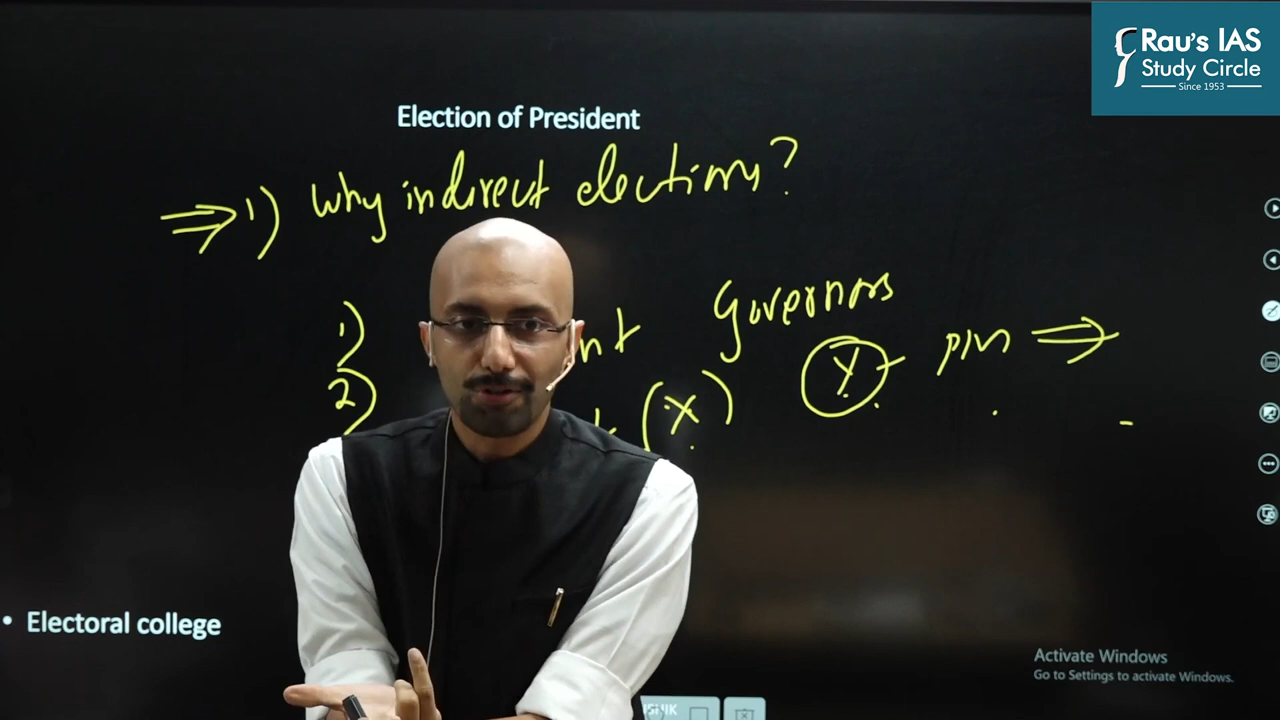 Rau's IAS
Study Circle
Since 1953
Election of President
⇒ 1) Why indirect elections?
1) nt Governors
2) (X) Y pm ⇒
• Electoral college
Activate Windows
Go to Settings to activate Windows.